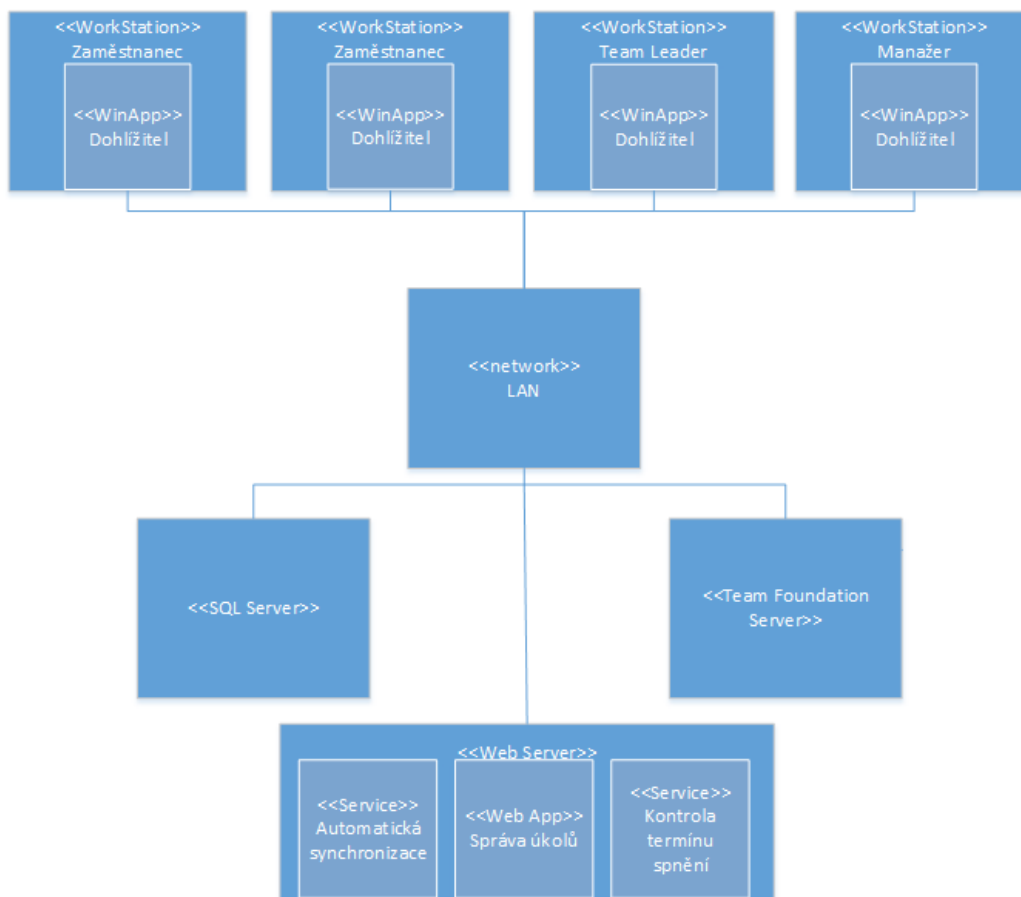 <<WorkStation>>
Zaměstnanec
<<WinApp>>
Dohlížitel
<<WorkStation>>
Zaměstnanec
<<WinApp>>
Dohlížitel
<<WorkStation>>
Team Leader
<<WinApp>>
Dohlížitel
<<WorkStation>>
Manažer
<<WinApp>>
Dohlížitel
<<network>>
LAN
<<SQL Server>>
<<Team Foundation
Server>>
<<Web Server>>
<<Service>>
Automatická
synchronizace
<<Web App>>
Správa úkolů
<<Service>>
Kontrola
termínu
spnění